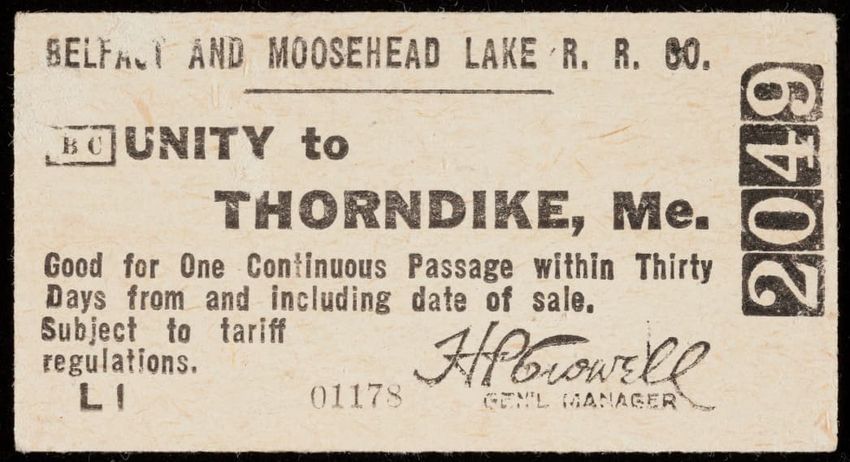 BELFAST AND MOOSEHEAD LAKE R. R. CO.
BC UNITY to
THORNDIKE, Me.
Good for One Continuous Passage within Thirty
Days from and including date of sale.
Subject to tariff
regulations.
H P Crowell
GEN'L MANAGER
L I
01178
2049